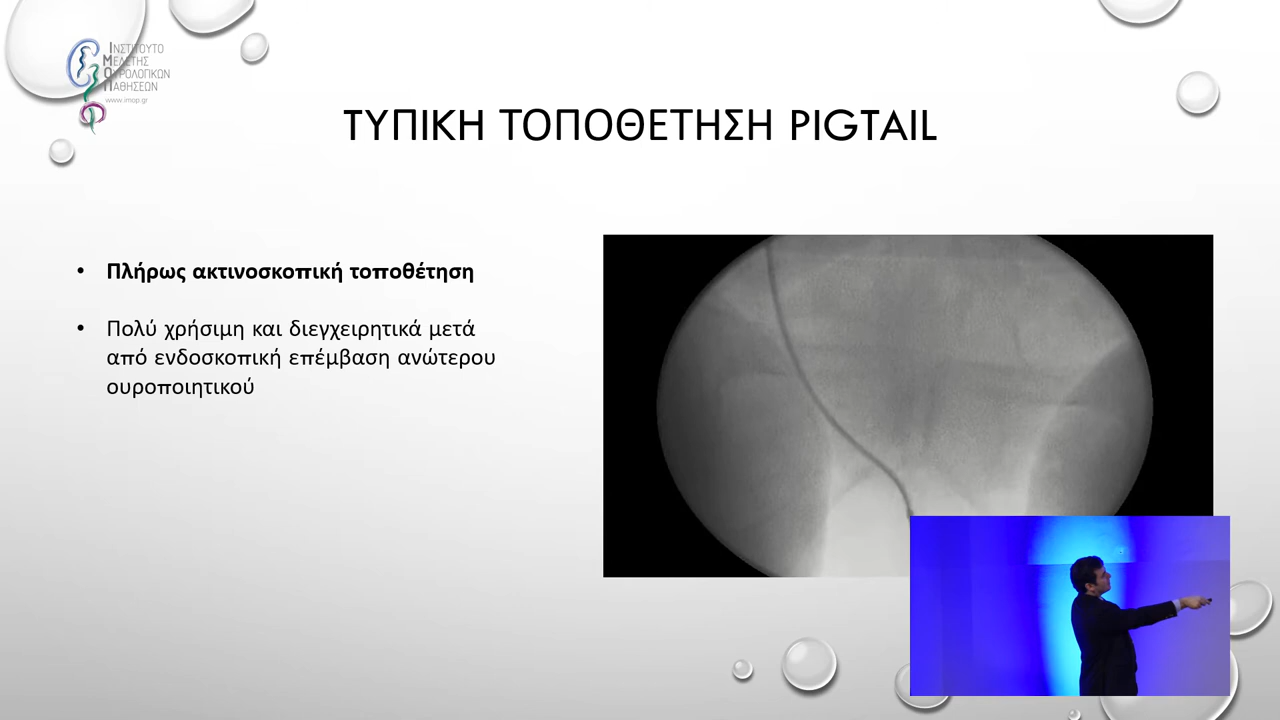 ΙΝΣΤΙΤΟΥΤΟ
ΜΕΛΕΤΗΣ
ΟΥΡΟΛΟΓΙΚΩΝ
ΠΑΘΗΣΕΩΝ
www.imop.gr
ΤΥΠΙΚΗ ΤΟΠΟΘΕΤΗΣΗ PIGTAIL
• Πλήρως ακτινοσκοπική τοποθέτηση
• Πολύ χρήσιμη και διεγχειρητικά μετά
από ενδοσκοπική επέμβαση ανώτερου
ουροποιητικού